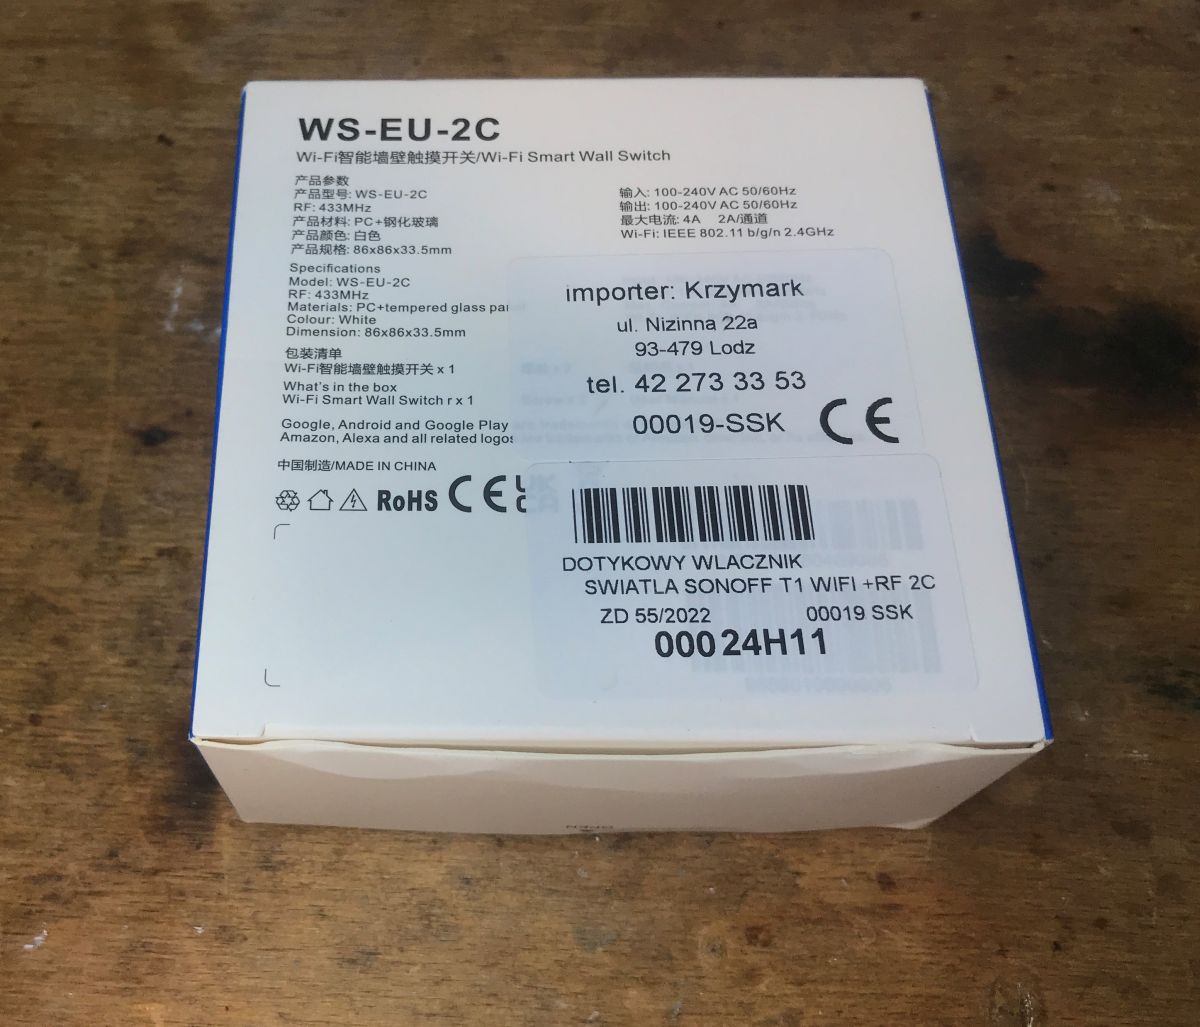 WS-EU-2C
Wi-Fi智能墙壁触摸开关/Wi-Fi Smart Wall Switch
产品参数
产品型号: WS-EU-2C
RF: 433MHz
产品材料: PC+钢化玻璃
产品颜色: 白色
产品规格: 86x86x33.5mm
输入: 100-240V AC 50/60Hz
输出: 100-240V AC 50/60Hz
最大电流: 4A 2A/通道
Wi-Fi: IEEE 802.11 b/g/n 2.4GHz
Specifications
Model: WS-EU-2C
RF: 433MHz
Materials: PC+tempered glass
Colour: White
Dimension: 86x86x33.5mm
包装清单
Wi-Fi智能墙壁触摸开关 x 1
What's in the box
Wi-Fi Smart Wall Switch r x 1
Google, Android and Google Play
Amazon, Alexa and all related logos
中国制造/MADE IN CHINA
RoHS CE
importer: Krzymark
ul. Nizinna 22a
93-479 Lodz
tel. 42 273 33 53
00019-SSK CE
DOTYKOWY WLACZNIK
SWIATLA SONOFF T1 WIFI +RF 2C
ZD 55/2022 00019 SSK
00024H11
OPEN